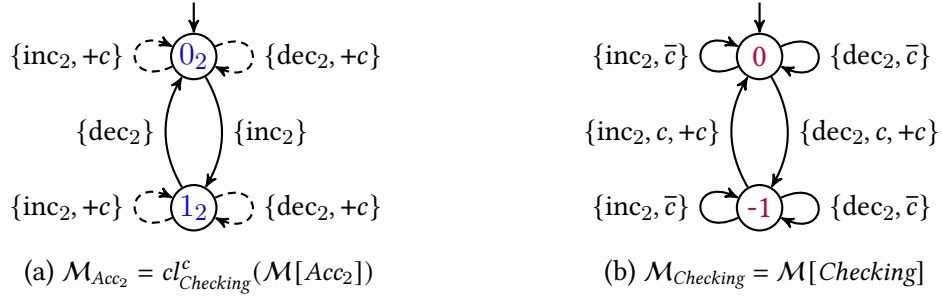 {inc₂, +c} 0₂ {dec₂, +c} {inc₂, c̅} 0 {dec₂, c̅}
{dec₂} {inc₂} {inc₂, c, +c} {dec₂, c, +c}
{inc₂, +c} 1₂ {dec₂, +c} {inc₂, c̅} -1 {dec₂, c̅}
(a) ℳ_{Acc₂} = cl^c_{Checking}(ℳ[Acc₂]) (b) ℳ_{Checking} = ℳ[Checking]